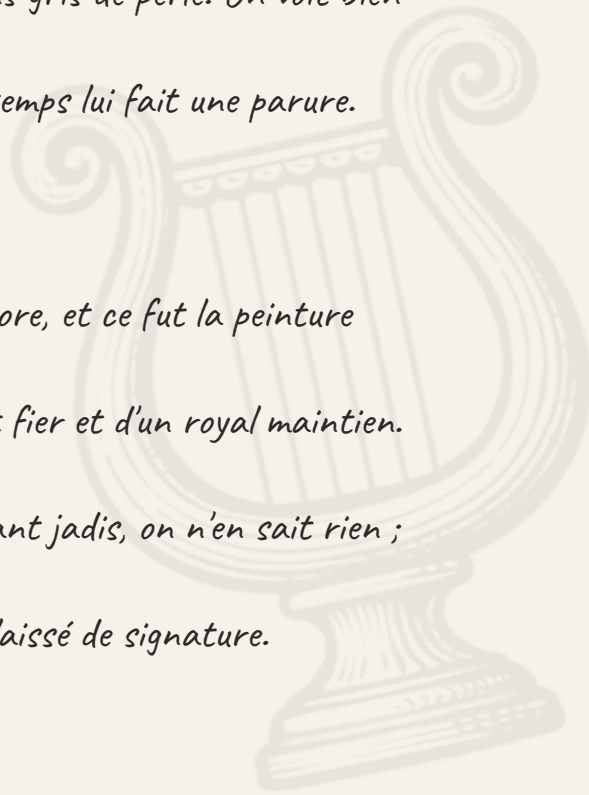 gris de perle. On voit bien
temps lui fait une parure.
ore, et ce fut la peinture
fier et d'un royal maintien.
ant jadis, on n'en sait rien ;
laissé de signature.